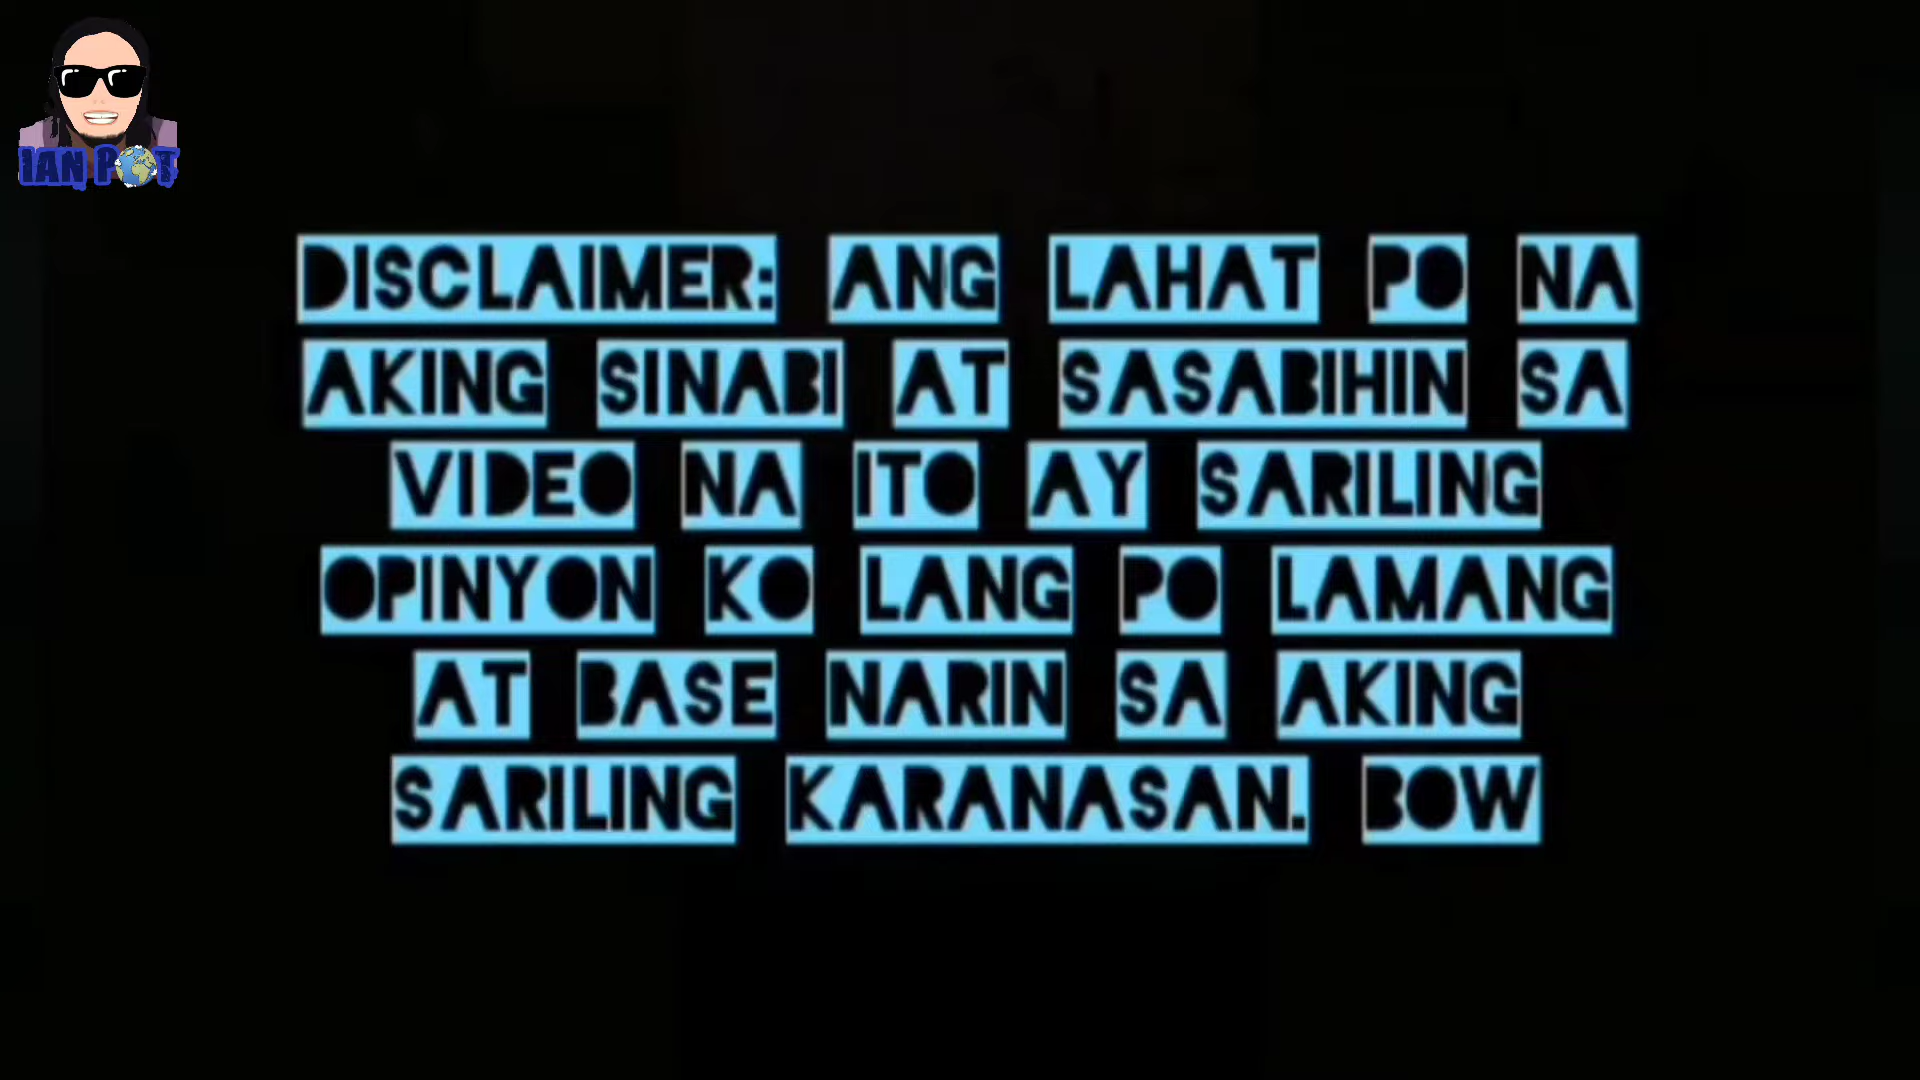 IAN POT
DISCLAIMER: ANG LAHAT PO NA
AKING SINABI AT SASABIHIN SA
VIDEO NA ITO AY SARILING
OPINYON KO LANG PO LAMANG
AT BASE NARIN SA AKING
SARILING KARANASAN. BOW